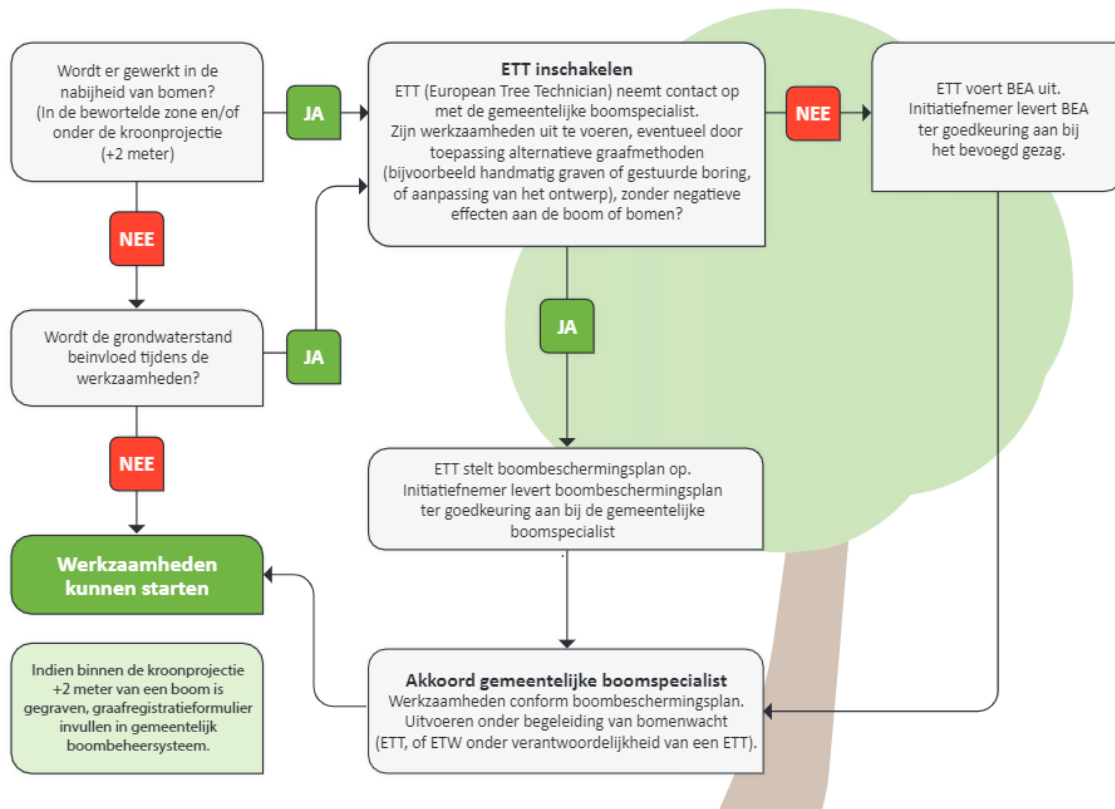 Wordt er gewerkt in de
nabijheid van bomen?
(In de bewortelde zone en/of
onder de kroonprojectie
(+2 meter)
JA
ETT inschakelen
ETT (European Tree Technician) neemt contact op
met de gemeentelijke boomspecialist.
Zijn werkzaamheden uit te voeren, eventueel door
toepassing alternatieve graafmethoden
(bijvoorbeeld handmatig graven of gestuurde boring,
of aanpassing van het ontwerp), zonder negatieve
effecten aan de boom of bomen?
NEE
ETT voert BEA uit.
Initiatiefnemer levert BEA
ter goedkeuring aan bij
het bevoegd gezag.
NEE
Wordt de grondwaterstand
beinvloed tijdens de
werkzaamheden?
JA
JA
NEE
ETT stelt boombeschermingsplan op.
Initiatiefnemer levert boombeschermingsplan
ter goedkeuring aan bij de gemeentelijke
boomspecialist
Werkzaamheden
kunnen starten
Indien binnen de kroonprojectie
+2 meter van een boom is
gegraven, graafregistratieformulier
invullen in gemeentelijk
boombeheersysteem.
Akkoord gemeentelijke boomspecialist
Werkzaamheden conform boombeschermingsplan.
Uitvoeren onder begeleiding van bomenwacht
(ETT, of ETW onder verantwoordelijkheid van een ETT).